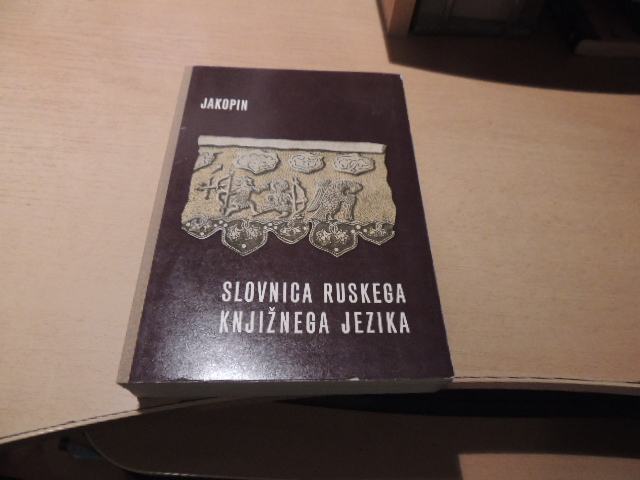 JAKOPIN
SLOVNICA RUSKEGA
KNJIŽNEGA JEZIKA